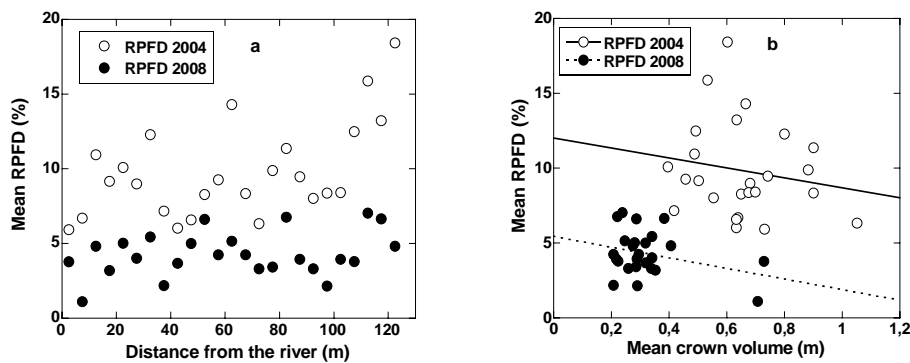 20
15
10
5
0
Mean RPFD (%)
RPFD 2004
RPFD 2008
a
0 20 40 60 80 100 120
Distance from the river (m)
20
15
10
5
0
Mean RPFD (%)
RPFD 2004
RPFD 2008
b
0 0,2 0,4 0,6 0,8 1 1,2
Mean crown volume (m)